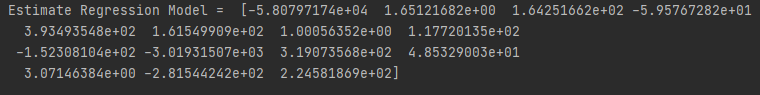 Estimate Regression Model =  [-5.80797174e+04  1.65121682e+00  1.64251662e+02 -5.95767282e+01
  3.93493548e+02  1.61549909e+02  1.00056352e+00  1.17720135e+02
 -1.52308104e+02 -3.01931507e+03  3.19073568e+02  4.85329003e+01
  3.07146384e+00 -2.81544242e+02  2.24581869e+02]